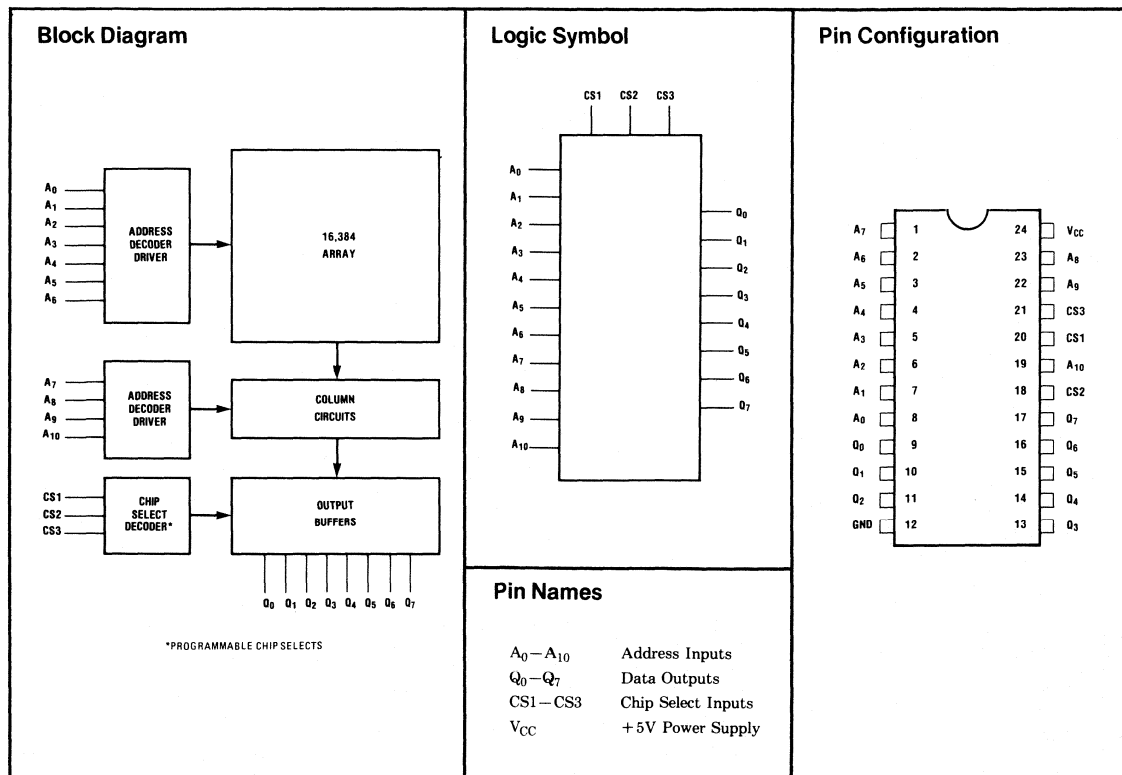 Block Diagram
A0
A1
A2
A3
A4
A5
A6
ADDRESS
DECODER
DRIVER
16,384
ARRAY
A7
A8
A9
A10
ADDRESS
DECODER
DRIVER
COLUMN
CIRCUITS
CS1
CS2
CS3
CHIP
SELECT
DECODER*
OUTPUT
BUFFERS
Q0 Q1 Q2 Q3 Q4 Q5 Q6 Q7
*PROGRAMMABLE CHIP SELECTS
Logic Symbol
CS1 CS2 CS3
A0
A1
A2
A3
A4
A5
A6
A7
A8
A9
A10
Q0
Q1
Q2
Q3
Q4
Q5
Q6
Q7
Pin Names
A0–A10 Address Inputs
Q0–Q7 Data Outputs
CS1–CS3 Chip Select Inputs
VCC +5V Power Supply
Pin Configuration
A7 1 24 VCC
A6 2 23 A8
A5 3 22 A9
A4 4 21 CS3
A3 5 20 CS1
A2 6 19 A10
A1 7 18 CS2
A0 8 17 Q7
Q0 9 16 Q6
Q1 10 15 Q5
Q2 11 14 Q4
GND 12 13 Q3